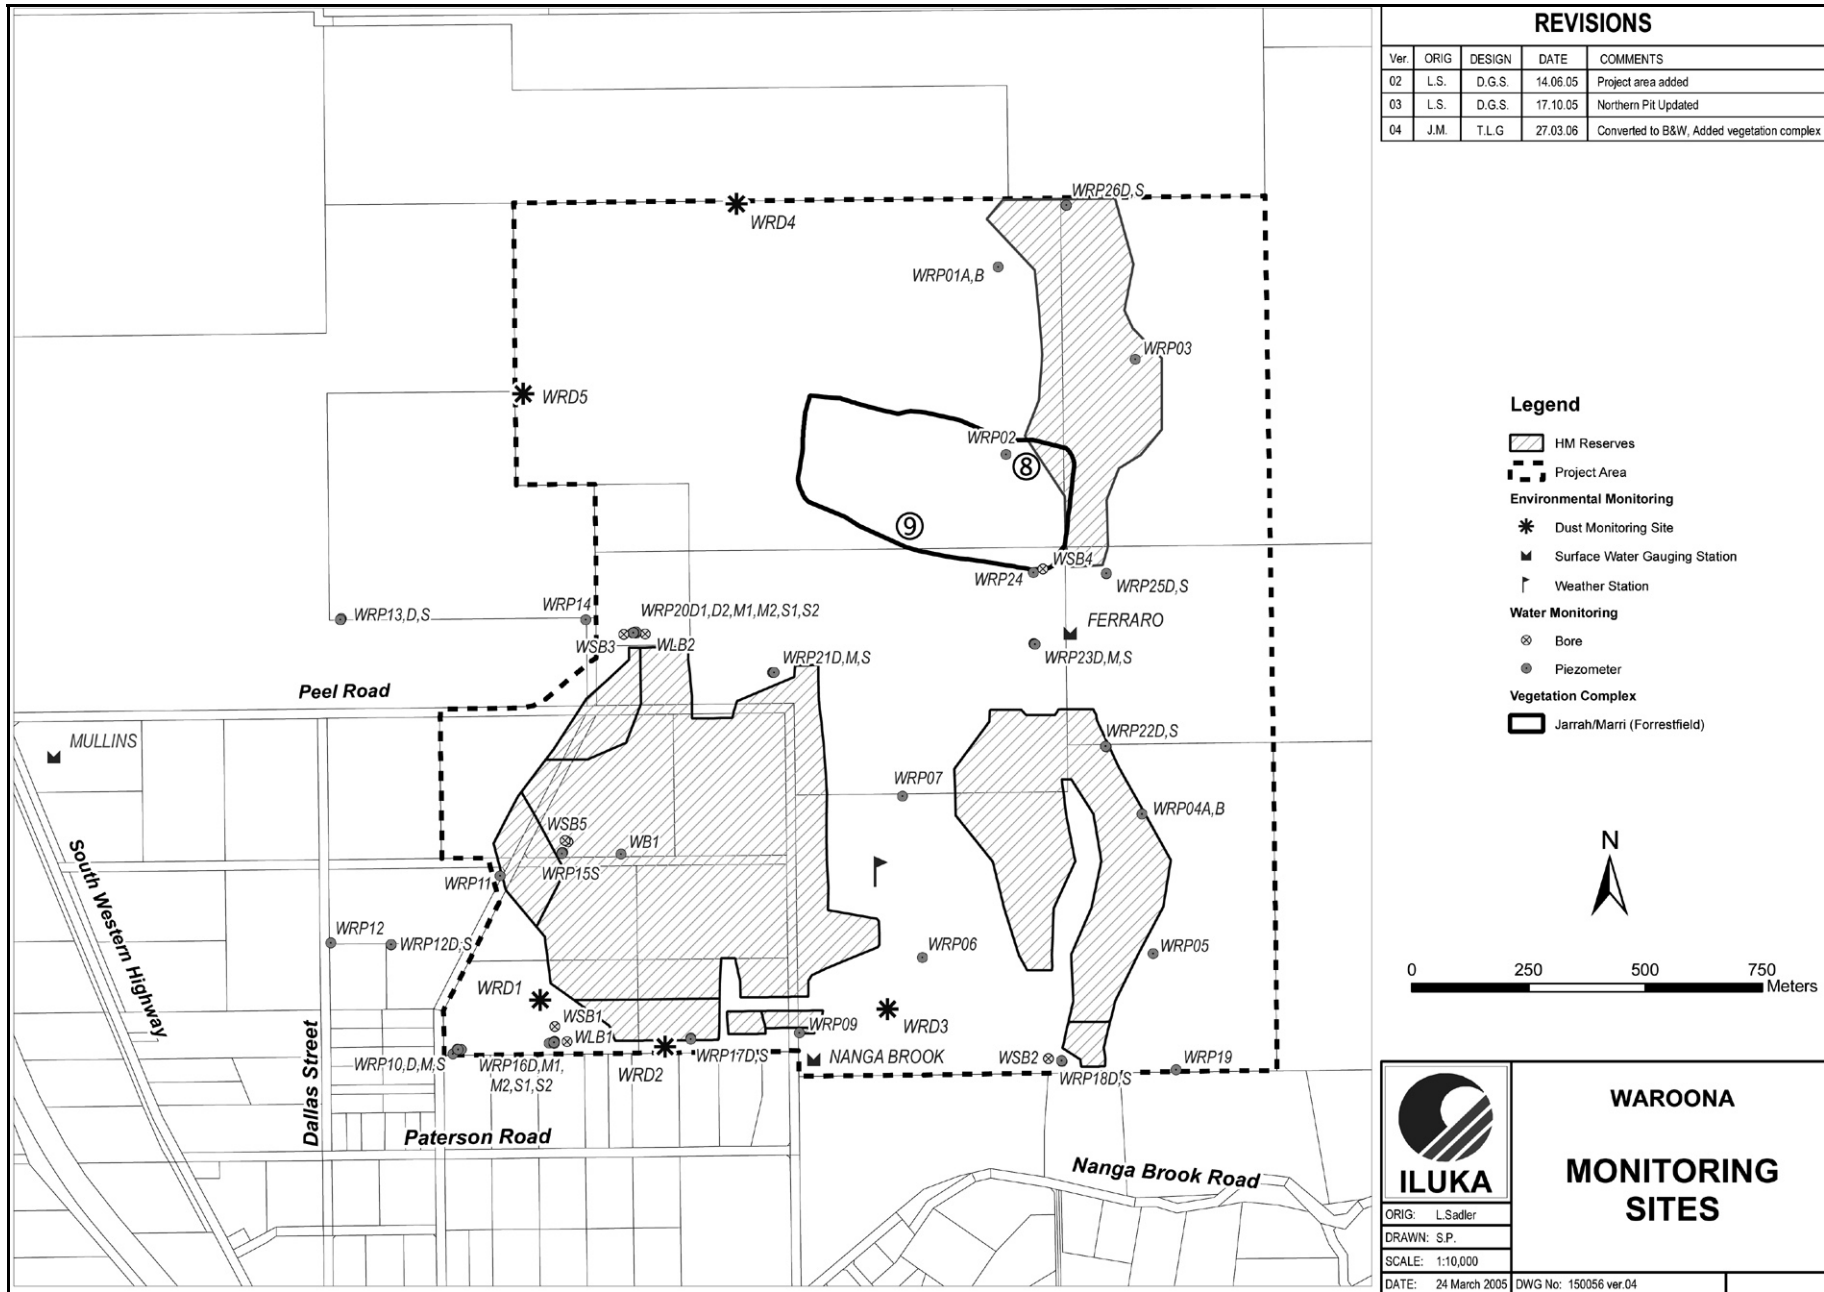 REVISIONS
Ver. ORIG DESIGN DATE COMMENTS
02 L.S. D.G.S. 14.06.05 Project area added
03 L.S. D.G.S. 17.10.05 Northern Pit Updated
04 J.M. T.L.G 27.03.06 Converted to B&W, Added vegetation complex
WRP26D,S
WRD4
WRP01A,B
WRP03
WRD5
WRP02
8
9
WSB4
WRP24
WRP25D,S
WRP13,D,S
WRP14
WRP20D1,D2,M1,M2,S1,S2
FERRARO
WSB3
WLB2
WRP21D,M,S
WRP23D,M,S
Peel Road
MULLINS
WRP22D,S
WRP07
WRP04A,B
WSB5
WB1
WRP15S
WRP11
South Western Highway
WRP12
WRP12D,S
WRP06
WRP05
WRD1
WSB1
WLB1
WRD3
WRP09
WRP10,D,M,S
WRP16D,M1,
M2,S1,S2
WRD2
WRP17D,S
NANGA BROOK
WSB2
WRP18D,S
WRP19
Dallas Street
Paterson Road
Nanga Brook Road
Legend
HM Reserves
Project Area
Environmental Monitoring
Dust Monitoring Site
Surface Water Gauging Station
Weather Station
Water Monitoring
Bore
Piezometer
Vegetation Complex
Jarrah/Marri (Forrestfield)
N
0 250 500 750
Meters
ILUKA
WAROONA
MONITORING
SITES
ORIG: L.Sadler
DRAWN: S.P.
SCALE: 1:10,000
DATE: 24 March 2005 DWG No: 150056 ver.04